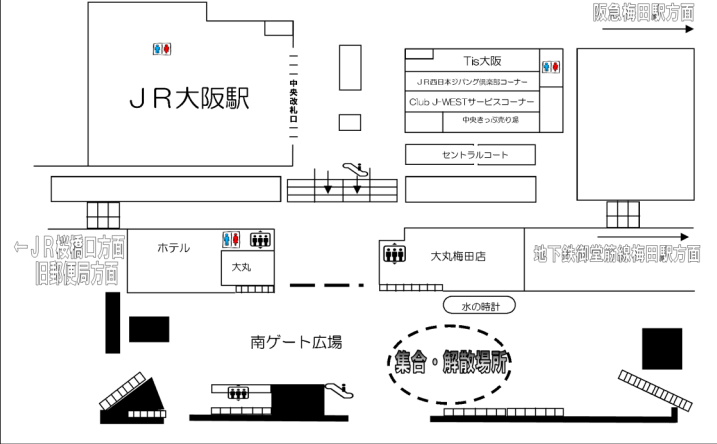 阪急梅田駅方面
Tis大阪
JR西日本ジパング倶楽部コーナー
Club J-WESTサービスコーナー
中央きっぷ売り場
JR大阪駅
中央改札口
セントラルコート
←JR桜橋口方面
旧郵便局方面
ホテル
大丸
大丸梅田店
地下鉄御堂筋線梅田駅方面
水の時計
南ゲート広場
集合・解散場所